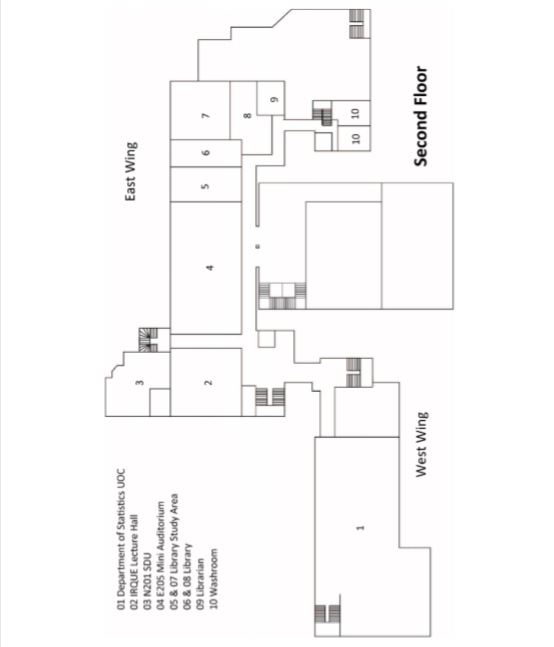 01 Department of Statistics UOC
02 IRQUE Lecture Hall
03 N201 SDU
04 E205 Mini Auditorium
05 & 07 Library Study Area
06 & 08 Library
09 Librarian
10 Washroom
East Wing
3
2
4
5
6
7
8
9
1
10 10
West Wing
Second Floor